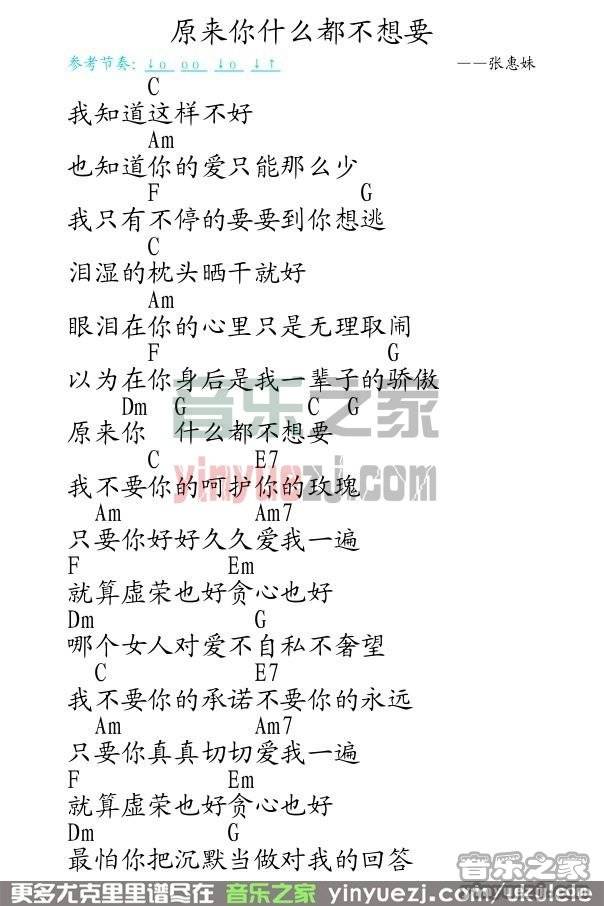 原来你什么都不想要
参考节奏: ↓o oo ↓o ↓↑ ——张惠妹
C
我知道这样不好
Am
也知道你的爱只能那么少
F G
我只有不停的要要到你想逃
C
泪湿的枕头晒干就好
Am
眼泪在你的心里只是无理取闹
F G
以为在你身后是我一辈子的骄傲
音乐之家
Dm G C G
原来你 什么都不想要
C E7
yinyuezj.com
我不要你的呵护你的玫瑰
Am Am7
只要你好好久久爱我一遍
F Em
就算虚荣也好贪心也好
Dm G
哪个女人对爱不自私不奢望
C E7
我不要你的承诺不要你的永远
Am Am7
只要你真真切切爱我一遍
F Em
就算虚荣也好贪心也好
Dm G
最怕你把沉默当做对我的回答
音乐之家
更多尤克里里谱尽在 音乐之家 yinyuezj.com/ukulele